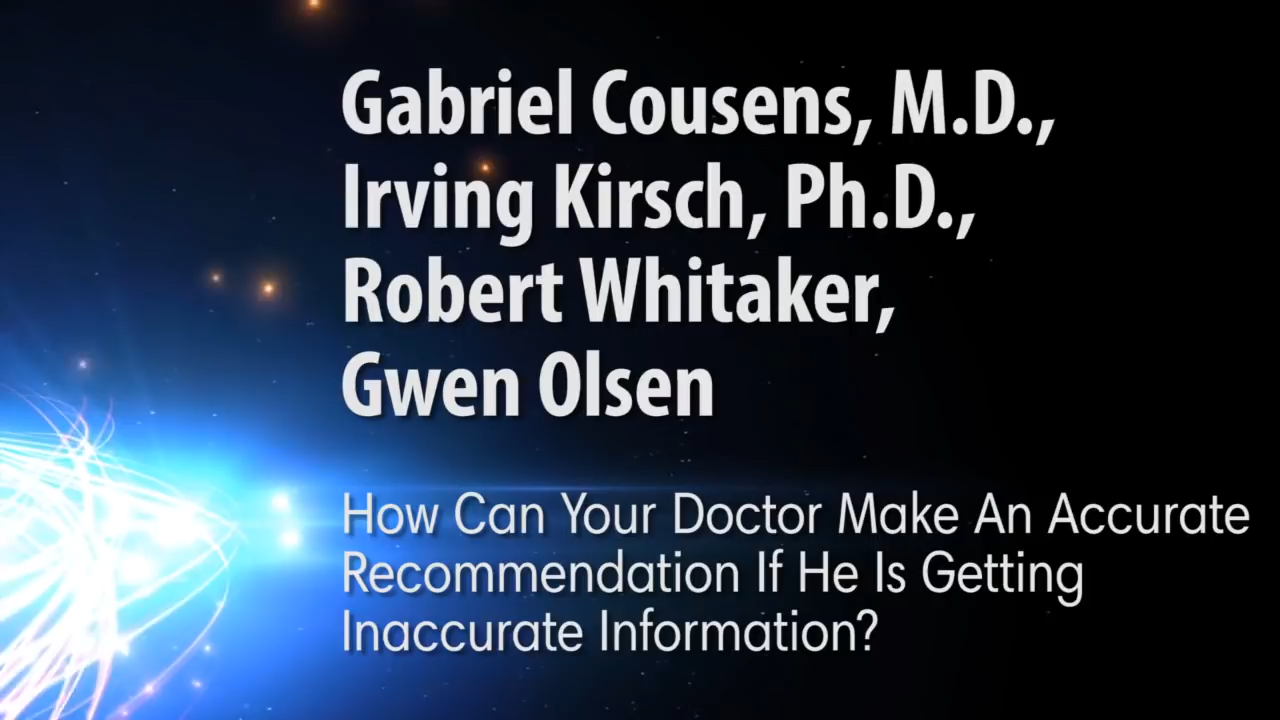 Gabriel Cousens, M.D.,
Irving Kirsch, Ph.D.,
Robert Whitaker,
Gwen Olsen
How Can Your Doctor Make An Accurate
Recommendation If He Is Getting
Inaccurate Information?